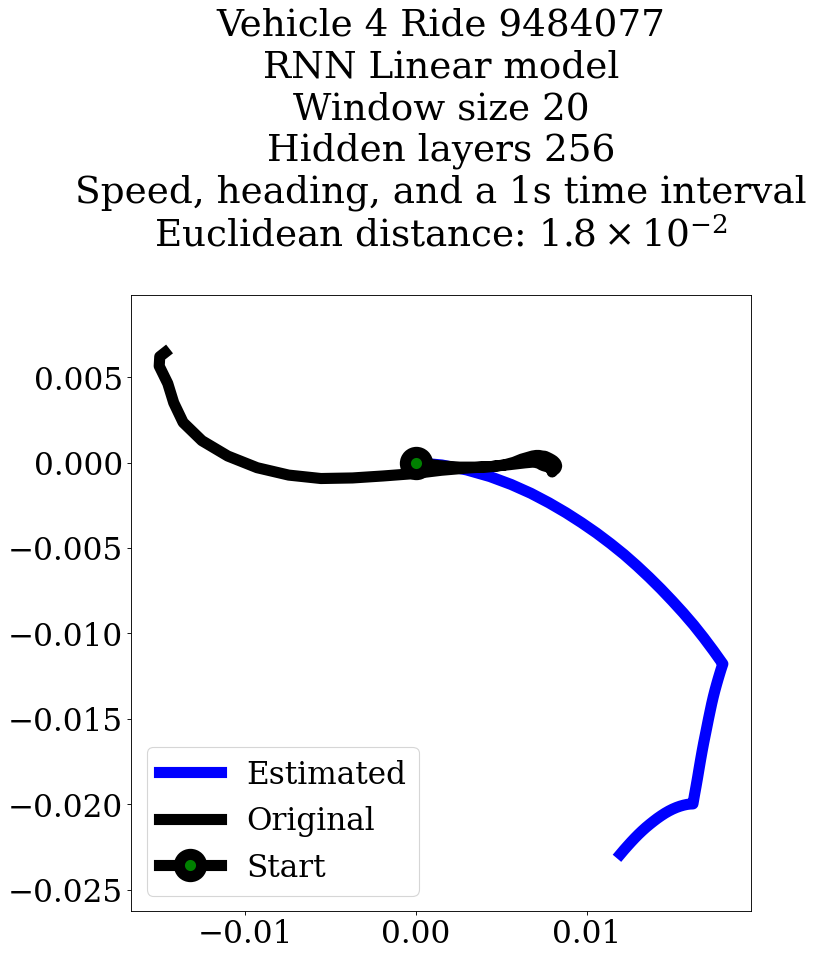 Vehicle 4 Ride 9484077
RNN Linear model
Window size 20
Hidden layers 256
Speed, heading, and a 1s time interval
Euclidean distance: 1.8 × 10⁻²
0.005
0.000
−0.005
−0.010
−0.015
−0.020
−0.025
Estimated
Original
Start
−0.01 0.00 0.01